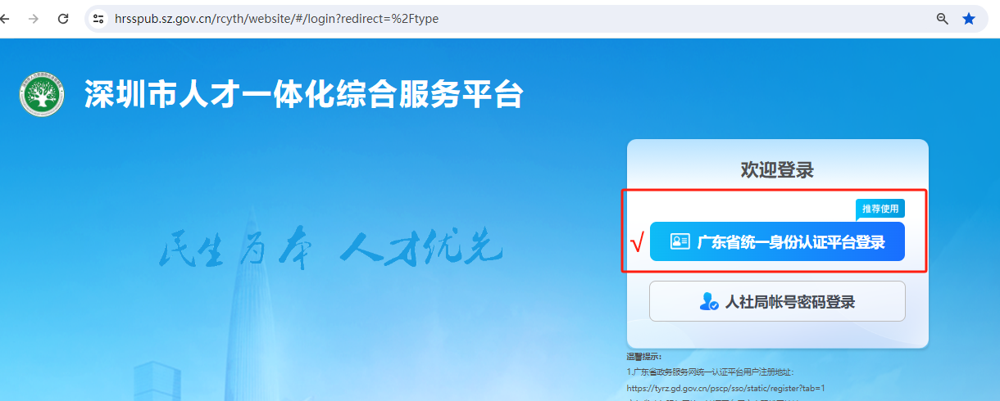 hrsspub.sz.gov.cn/rcyth/website/#/login?redirect=%2Ftype
深圳市人才一体化综合服务平台
欢迎登录
推荐使用
√ 广东省统一身份认证平台登录
民生为本 人才优先
人社局帐号密码登录
温馨提示：
1.广东省政务服务网统一认证平台用户注册地址：
https://tyrz.gd.gov.cn/pscp/sso/static/register?tab=1